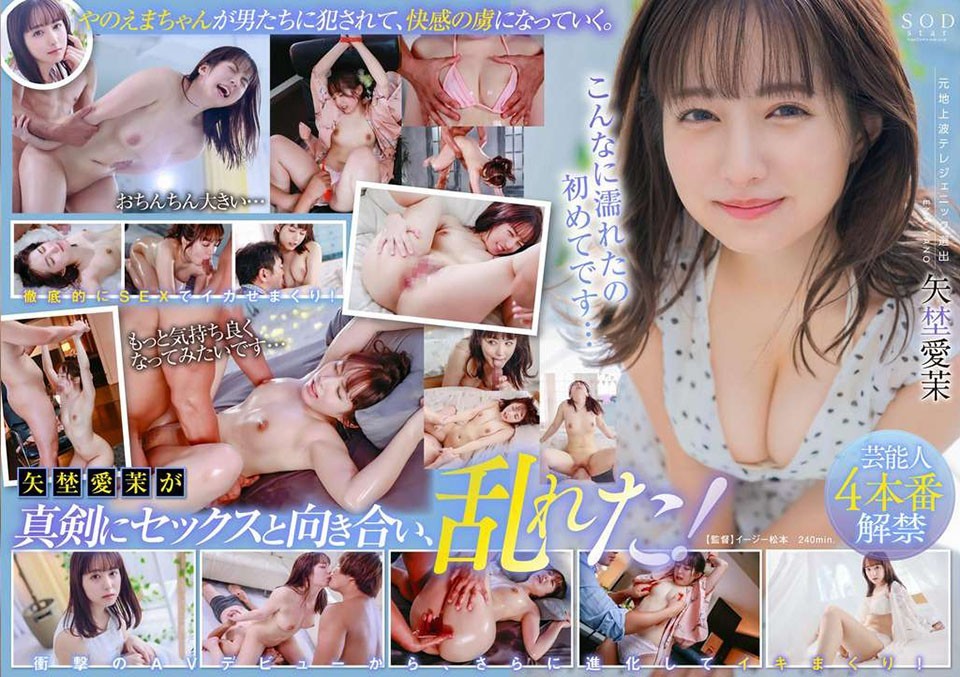 やのえまちゃんが男たちに犯されて、快感の虜になっていく。
おちんちん大きい…
徹底的にSEXでイカせまくり!
もっと気持ち良く
なってみたいです…
こんなに濡れたの
初めてです…
SOD
star
元地上波テレジェニック選出
矢埜愛茉
芸能人
4本番
解禁
矢埜愛茉が
真剣にセックスと向き合い、乱れた!
【監督】イージー松本 240min.
衝撃のAVデビューから、さらに進化してイキまくり!